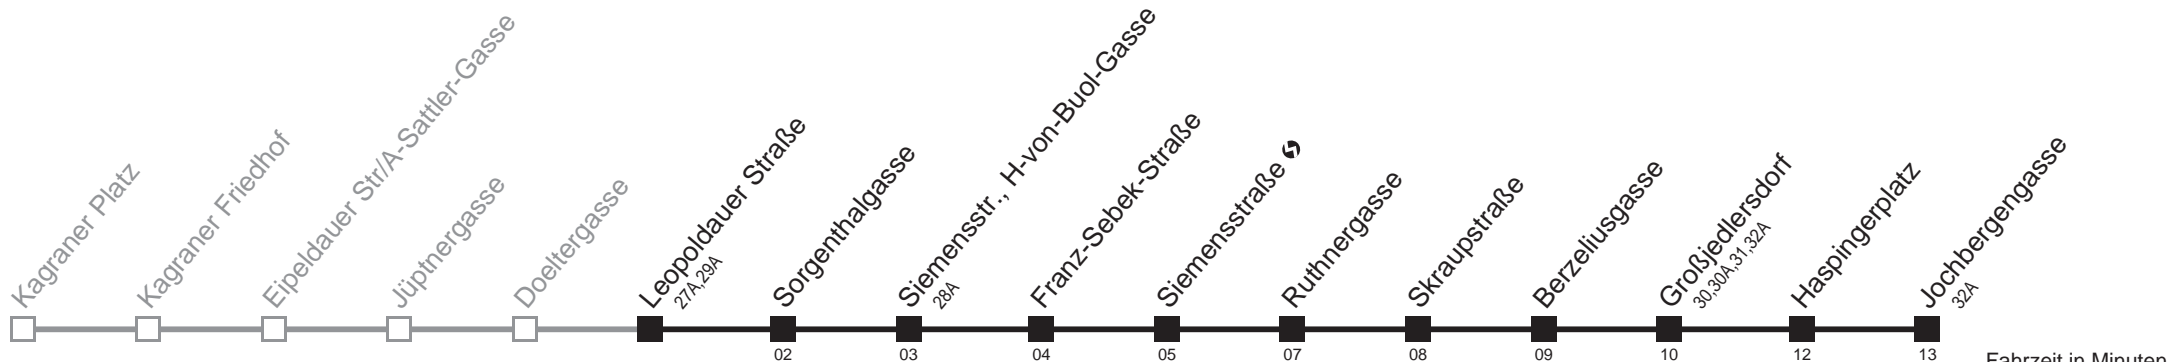 Kagraner Platz
Kagraner Friedhof
Eipeldauer Str/A-Sattler-Gasse
Jüptnergasse
Doeltergasse
Leopoldauer Straße
27A,29A
Sorgenthalgasse
Siemensstr., H-von-Buol-Gasse
28A
Franz-Sebek-Straße
Siemensstraße
Ruthnergasse
Skraupstraße
Berzeliusgasse
Großjedlersdorf
30,30A,31,32A
Haspingerplatz
Jochbergengasse
32A
02 03 04 05 07 08 09 10 12 13
Fahrzeit in Minuten